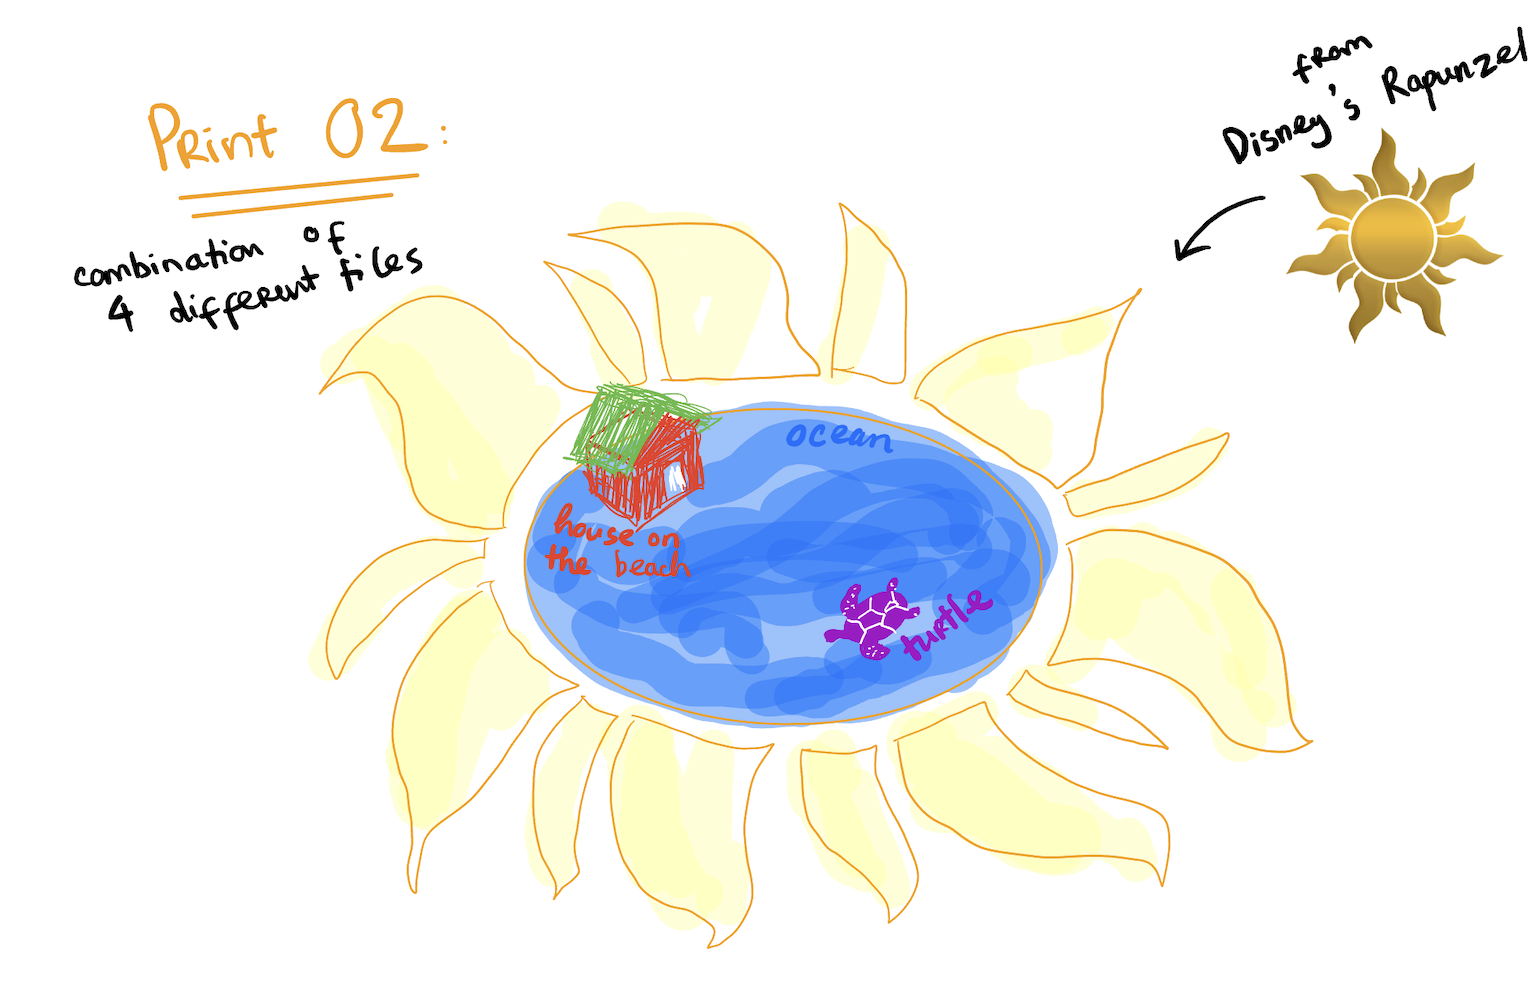 Print 02:
combination of
4 different files
from
Disney's Rapunzel
ocean
house on
the beach
turtle